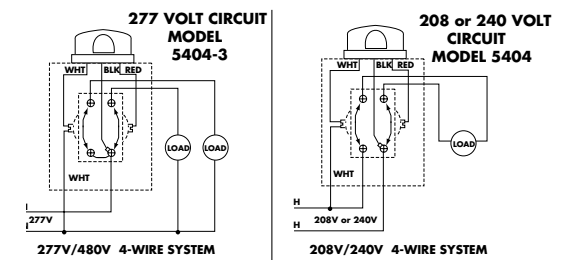 277 VOLT CIRCUIT
MODEL
5404-3
WHT BLK RED
LOAD LOAD
WHT
277V
277V/480V 4-WIRE SYSTEM
208 or 240 VOLT
CIRCUIT
MODEL 5404
WHT BLK RED
LOAD
WHT
H
208V or 240V
H
208V/240V 4-WIRE SYSTEM